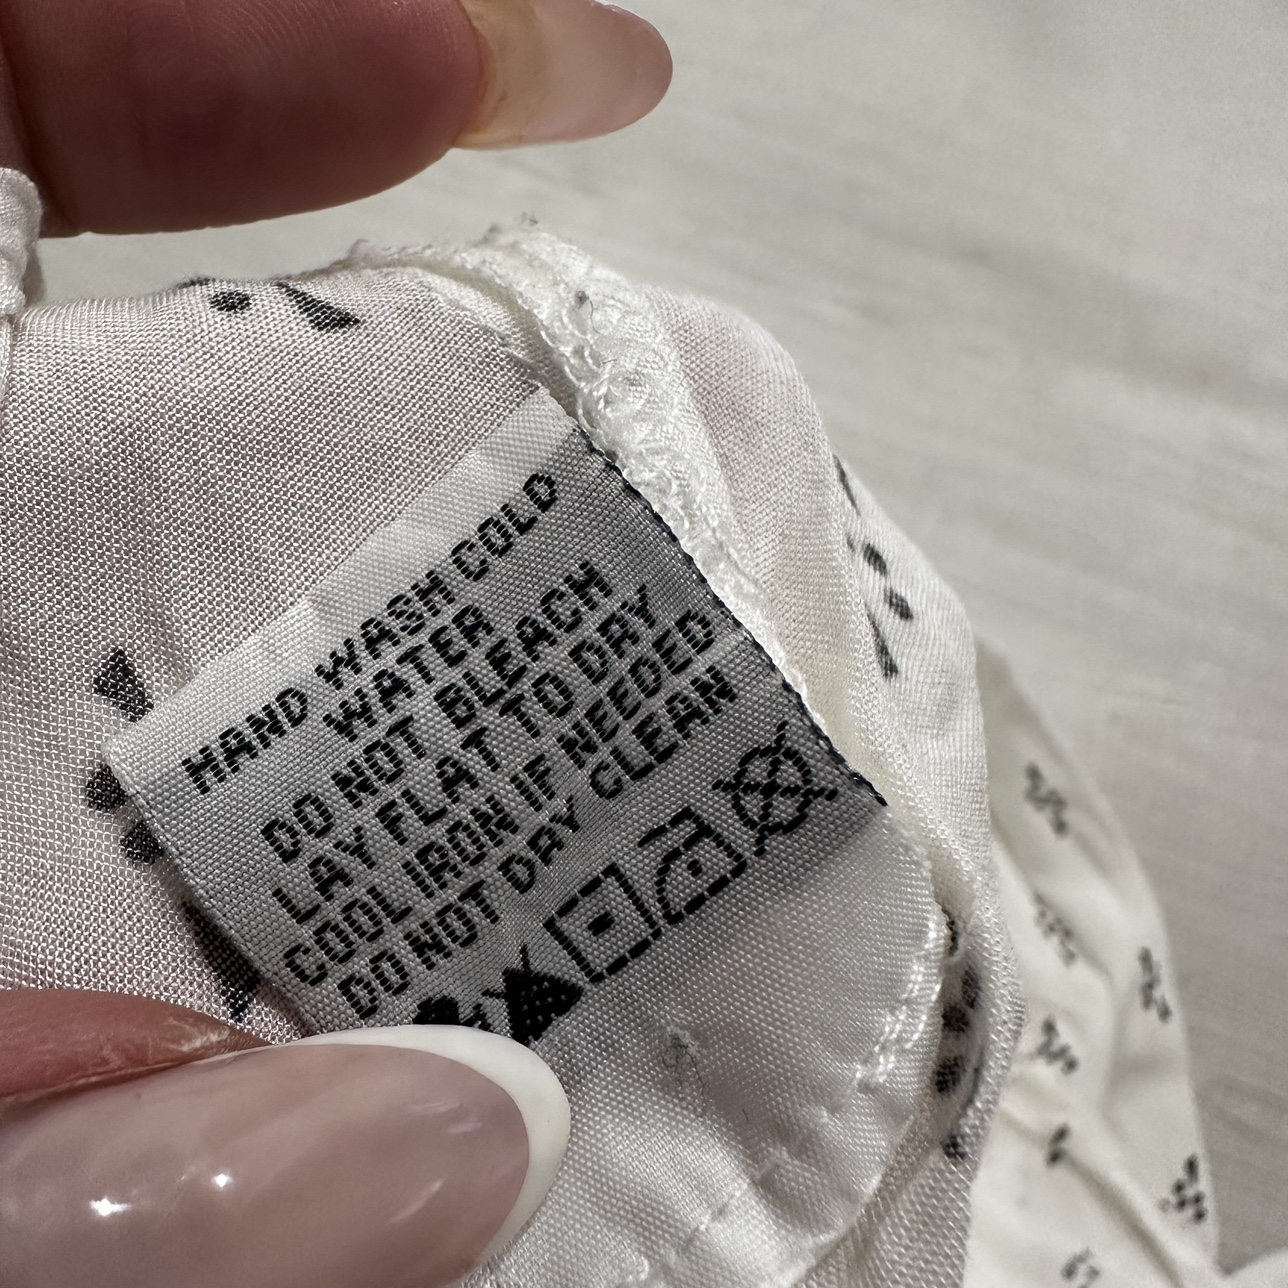 HAND WASH COLD
WATER
DO NOT BLEACH
LAY FLAT TO DRY
COOL IRON IF NEEDED
DO NOT DRY CLEAN